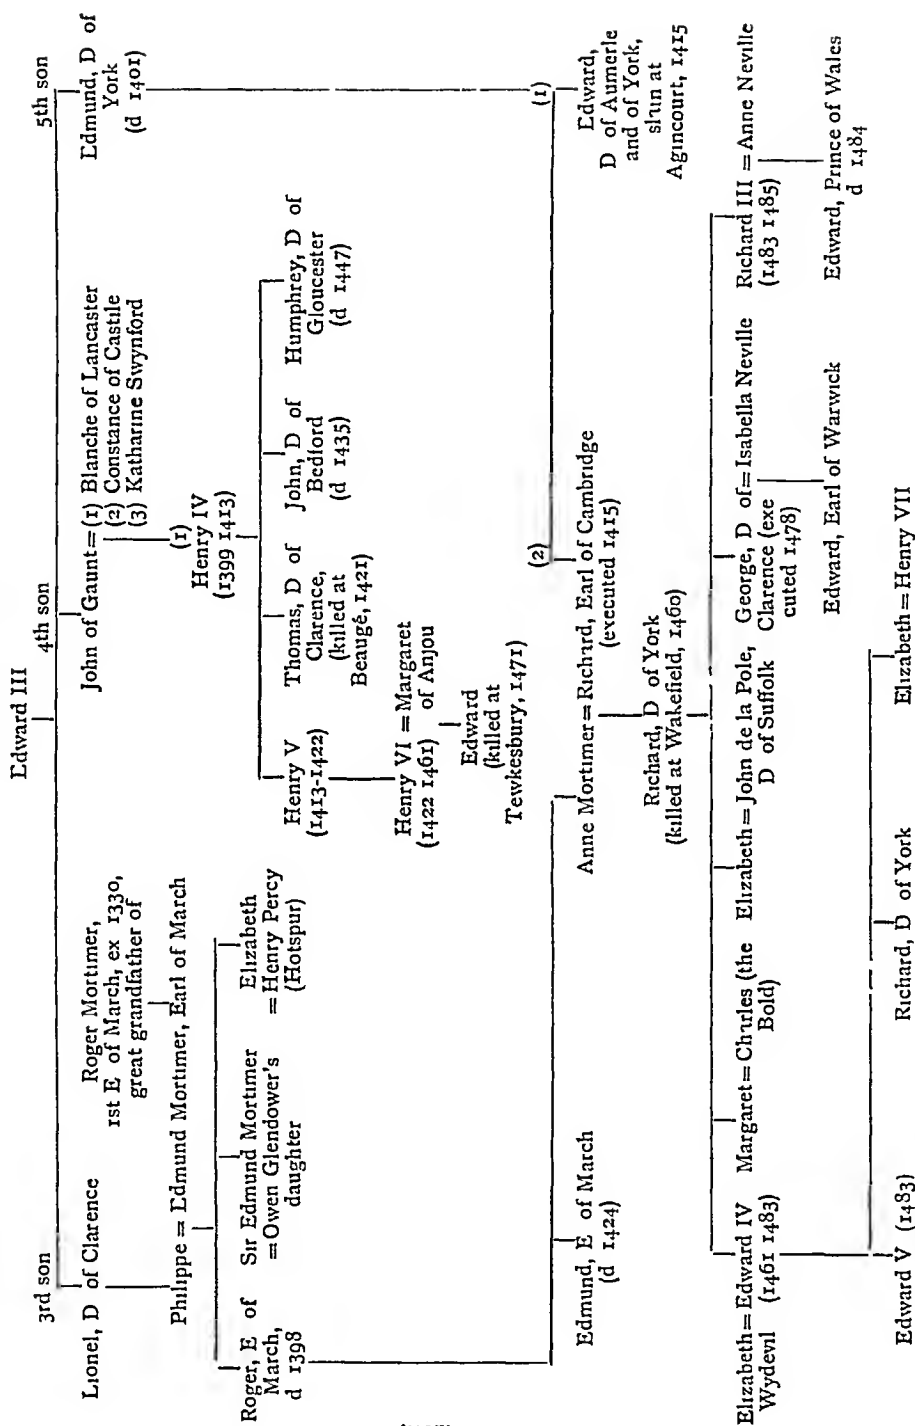 Edward III
3rd son
4th son
5th son
Lionel, D of Clarence
Roger Mortimer,
1st E of March, ex 1330,
great grandfather of
Philippe = Edmund Mortimer, Earl of March
John of Gaunt = (1) Blanche of Lancaster
(2) Constance of Castile
(3) Katharine Swynford
Edmund, D of
York
(d 1401)
(1)
Henry IV
(1399 1413)
Roger, E of
March,
d 1398
Sir Edmund Mortimer
= Owen Glendower's
daughter
Elizabeth
= Henry Percy
(Hotspur)
Henry V
(1413-1422)
Thomas, D of
Clarence,
(killed at
Beaugé, 1421)
John, D of
Bedford
(d 1435)
Humphrey, D of
Gloucester
(d 1447)
Henry VI = Margaret
(1422 1461) of Anjou
Edward
(killed at
Tewkesbury, 1471)
Edmund, E of March
(d 1424)
(2)
(1)
Anne Mortimer = Richard, Earl of Cambridge
(executed 1415)
Edward,
D of Aumerle
and of York,
slain at
Agincourt, 1415
Richard, D of York
(killed at Wakefield, 1460)
Elizabeth = Edward IV
Wydevil (1461 1483)
Margaret = Charles (the
Bold)
Elizabeth = John de la Pole,
D of Suffolk
George, D of = Isabella Neville
Clarence (exe
cuted 1478)
Richard III = Anne Neville
(1483 1485)
Edward, Earl of Warwick
Edward, Prince of Wales
d 1484
Edward V (1483)
Richard, D of York
Elizabeth = Henry VII